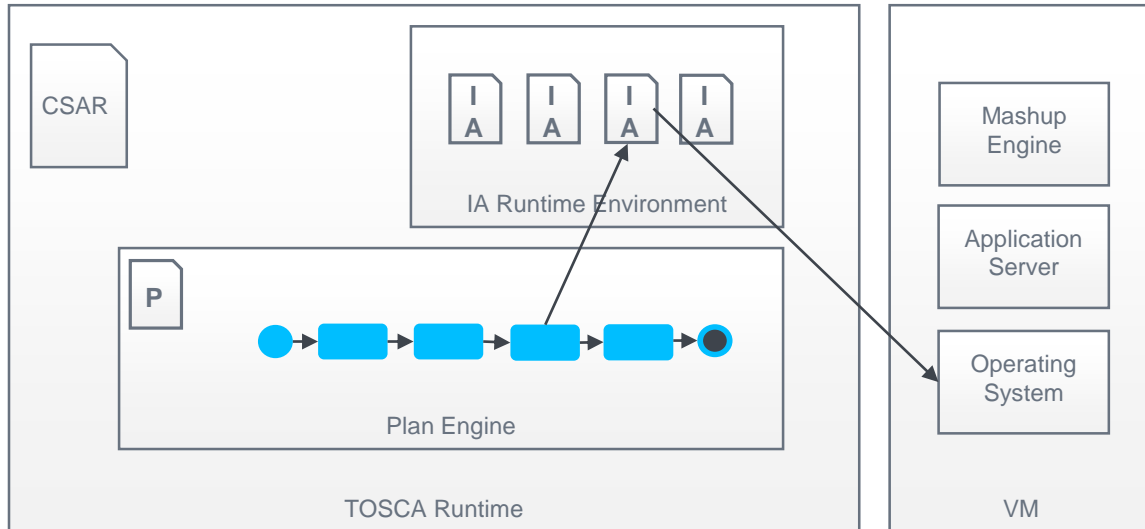 CSAR
I
A
I
A
I
A
I
A
IA Runtime Environment
P
Plan Engine
TOSCA Runtime
Mashup
Engine
Application
Server
Operating
System
VM